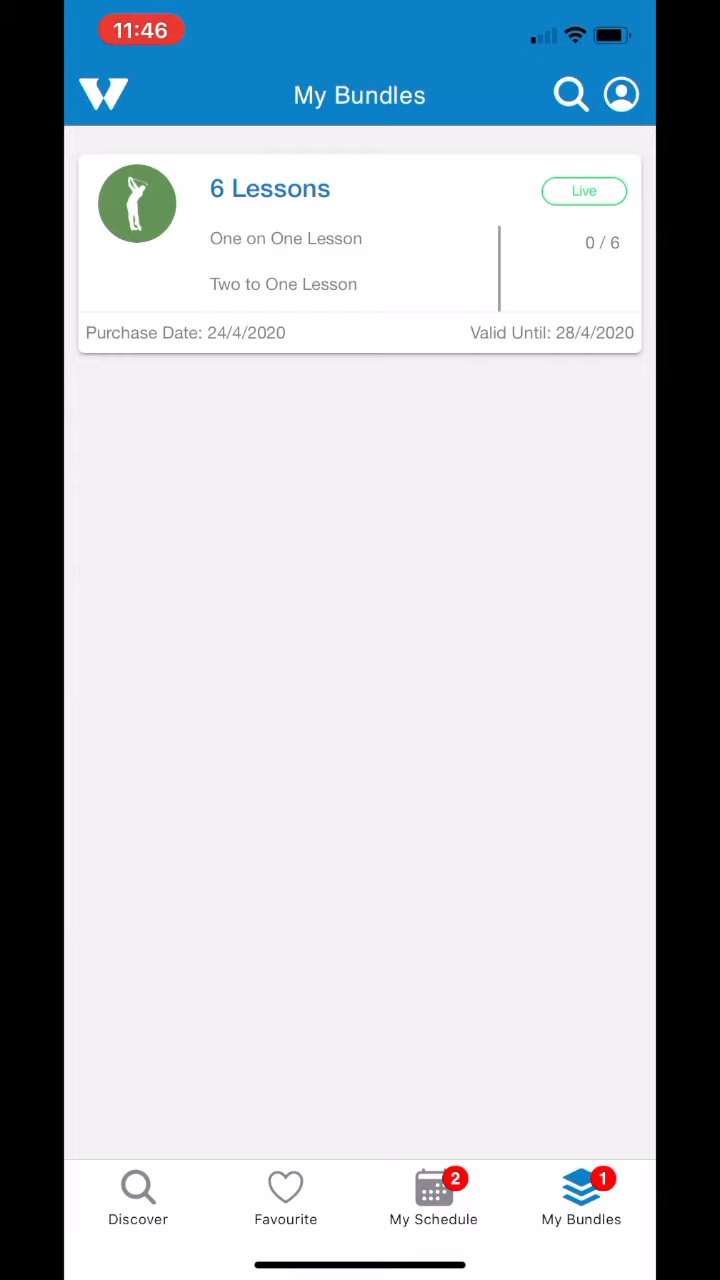 11:46
My Bundles
6 Lessons
Live
One on One Lesson
0 / 6
Two to One Lesson
Purchase Date: 24/4/2020
Valid Until: 28/4/2020
2
1
Discover
Favourite
My Schedule
My Bundles